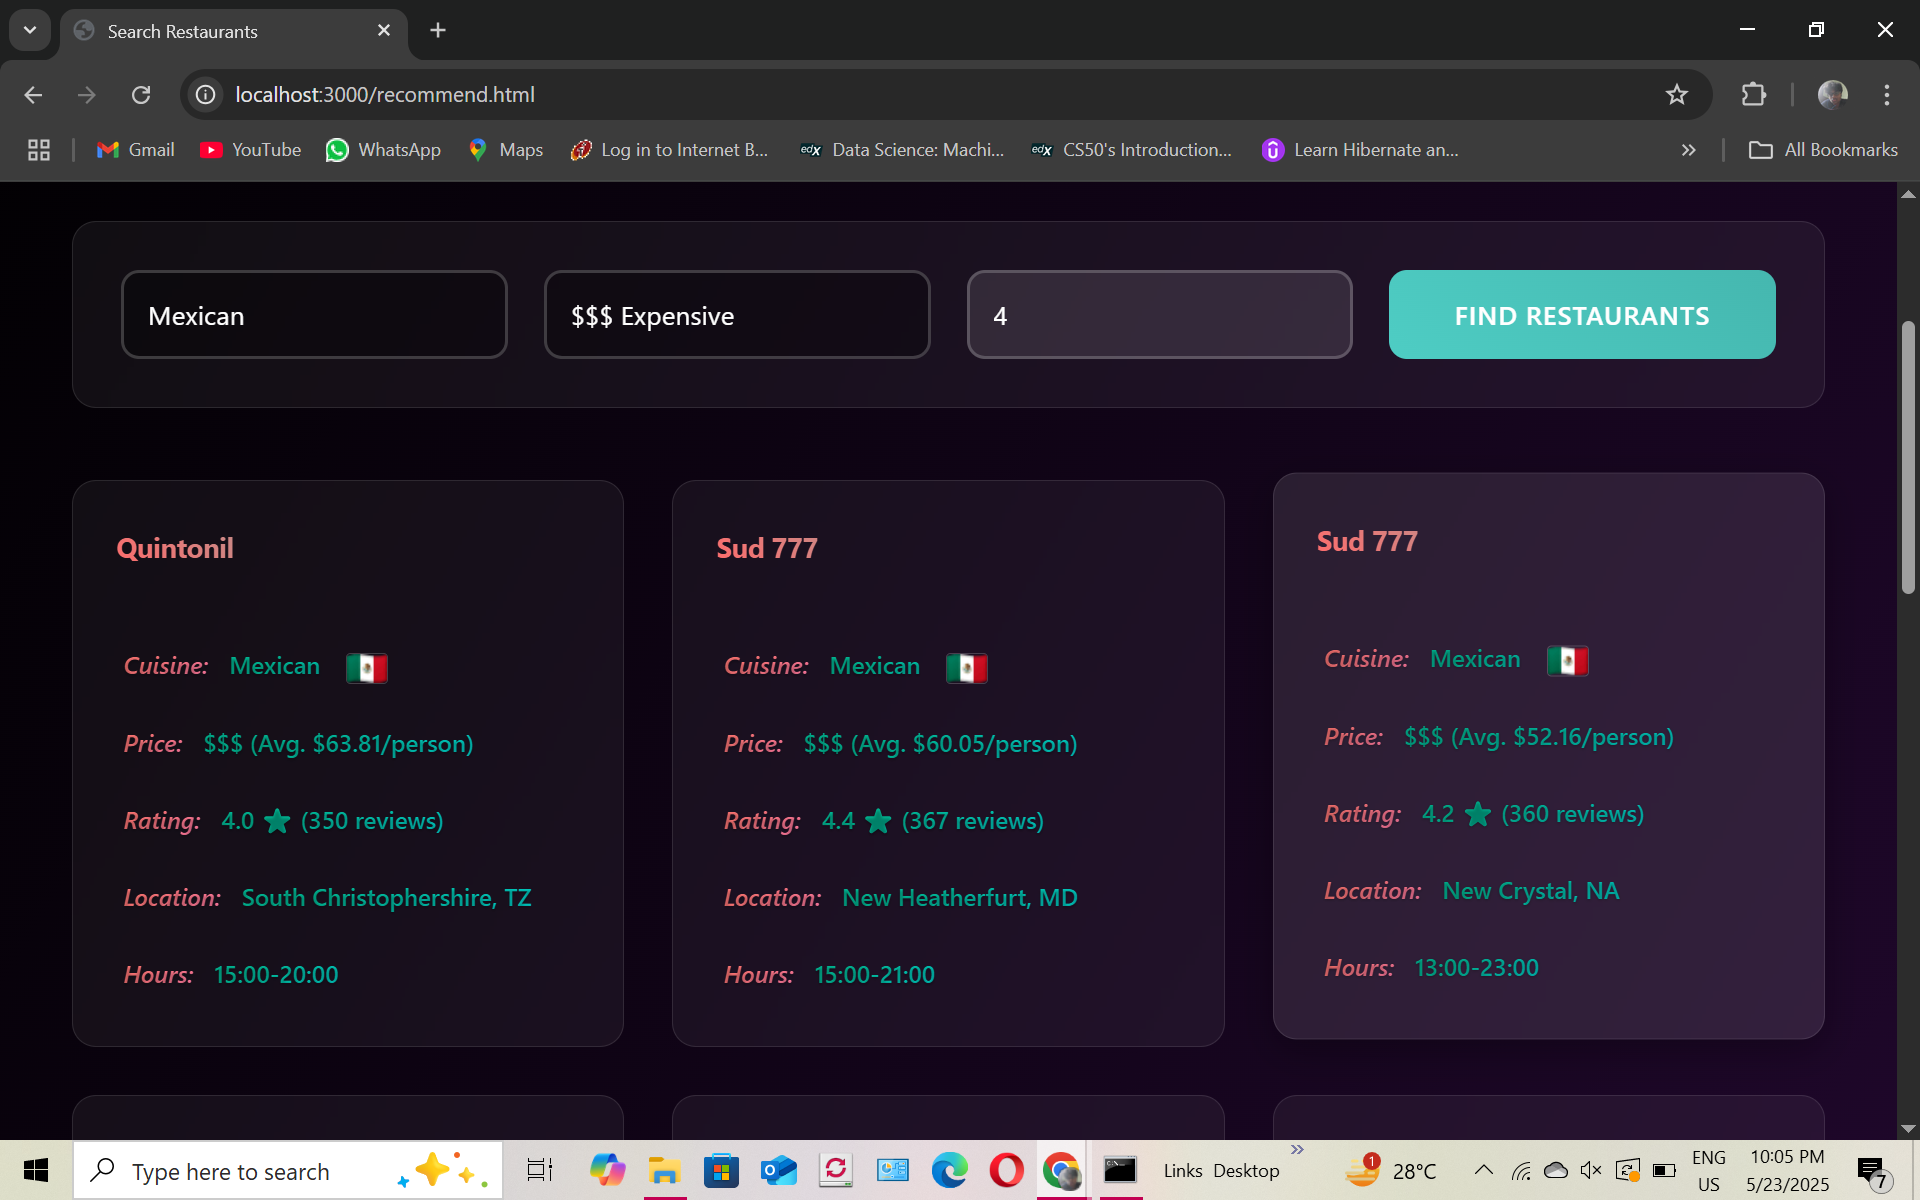 Search Restaurants
localhost:3000/recommend.html
Gmail
YouTube
WhatsApp
Maps
Log in to Internet B...
edX Data Science: Machi...
edX CS50's Introduction...
Learn Hibernate an...
All Bookmarks
Mexican
$$$ Expensive
4
FIND RESTAURANTS
Quintonil
Cuisine: Mexican
Price: $$$ (Avg. $63.81/person)
Rating: 4.0 ★ (350 reviews)
Location: South Christophershire, TZ
Hours: 15:00-20:00
Sud 777
Cuisine: Mexican
Price: $$$ (Avg. $60.05/person)
Rating: 4.4 ★ (367 reviews)
Location: New Heatherfurt, MD
Hours: 15:00-21:00
Sud 777
Cuisine: Mexican
Price: $$$ (Avg. $52.16/person)
Rating: 4.2 ★ (360 reviews)
Location: New Crystal, NA
Hours: 13:00-23:00
Type here to search
Links
Desktop
1
28°C
ENG
US
10:05 PM
5/23/2025
7